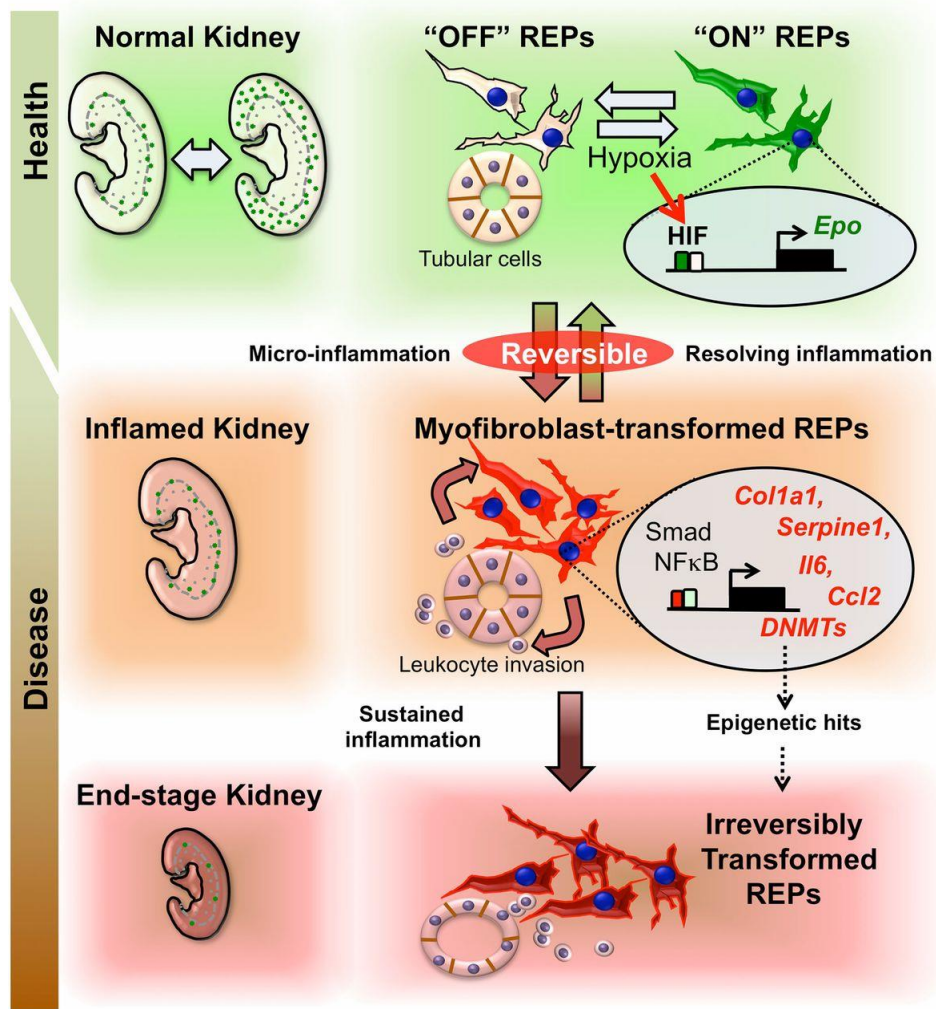 Health
Normal Kidney
"OFF" REPs
"ON" REPs
Hypoxia
HIF
Epo
Tubular cells
Micro-inflammation
Reversible
Resolving inflammation
Disease
Inflamed Kidney
Myofibroblast-transformed REPs
Smad
NFκB
Col1a1,
Serpine1,
Il6,
Ccl2
DNMTs
Leukocyte invasion
Sustained
inflammation
Epigenetic hits
End-stage Kidney
Irreversibly
Transformed
REPs